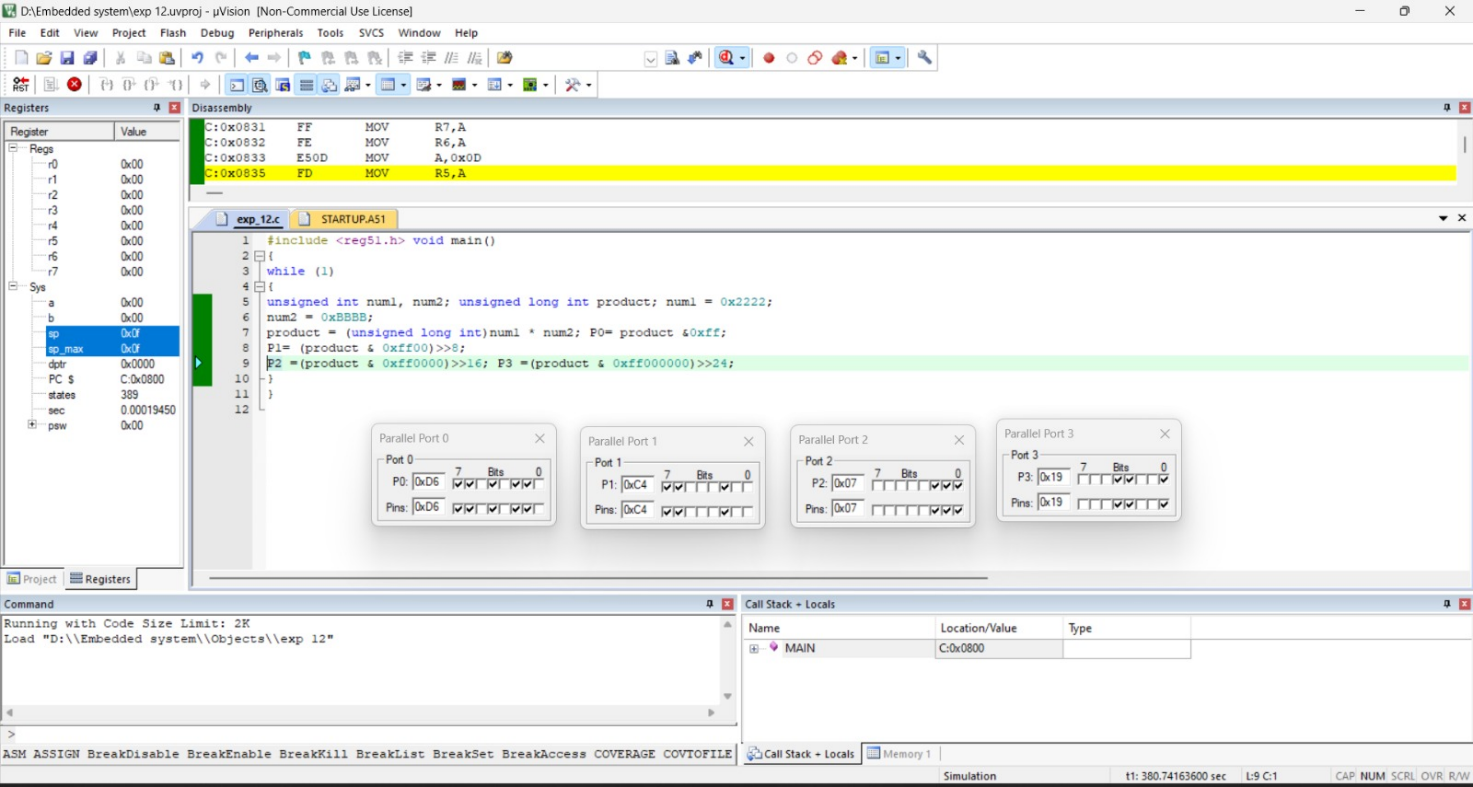 D:\Embedded system\exp 12.uvproj - µVision [Non-Commercial Use License]
File Edit View Project Flash Debug Peripherals Tools SVCS Window Help
RST
Registers
Register Value
Regs
r0 0x00
r1 0x00
r2 0x00
r3 0x00
r4 0x00
r5 0x00
r6 0x00
r7 0x00
Sys
a 0x00
b 0x00
sp 0x0f
sp_max 0x0f
dptr 0x0000
PC $ C:0x0800
states 389
sec 0.00019450
psw 0x00
Project Registers
Disassembly
C:0x0831 FF MOV R7,A
C:0x0832 FE MOV R6,A
C:0x0833 E50D MOV A,0x0D
C:0x0835 FD MOV R5,A
exp_12.c STARTUP.A51
1 #include <reg51.h> void main()
2 {
3 while (1)
4 {
5 unsigned int num1, num2; unsigned long int product; num1 = 0x2222;
6 num2 = 0xBBBB;
7 product = (unsigned long int)num1 * num2; P0= product &0xff;
8 P1= (product & 0xff00)>>8;
9 P2 =(product & 0xff0000)>>16; P3 =(product & 0xff000000)>>24;
10 }
11 }
12
Parallel Port 0
Port 0
7 Bits 0
P0: 0xD6
Pins: 0xD6
Parallel Port 1
Port 1
7 Bits 0
P1: 0xC4
Pins: 0xC4
Parallel Port 2
Port 2
7 Bits 0
P2: 0x07
Pins: 0x07
Parallel Port 3
Port 3
7 Bits 0
P3: 0x19
Pins: 0x19
Command
Running with Code Size Limit: 2K
Load "D:\\Embedded system\\Objects\\exp 12"
>
ASM ASSIGN BreakDisable BreakEnable BreakKill BreakList BreakSet BreakAccess COVERAGE COVTOFILE
Call Stack + Locals
Name Location/Value Type
MAIN C:0x0800
Call Stack + Locals Memory 1
Simulation t1: 380.74163600 sec L:9 C:1 CAP NUM SCRL OVR R/W